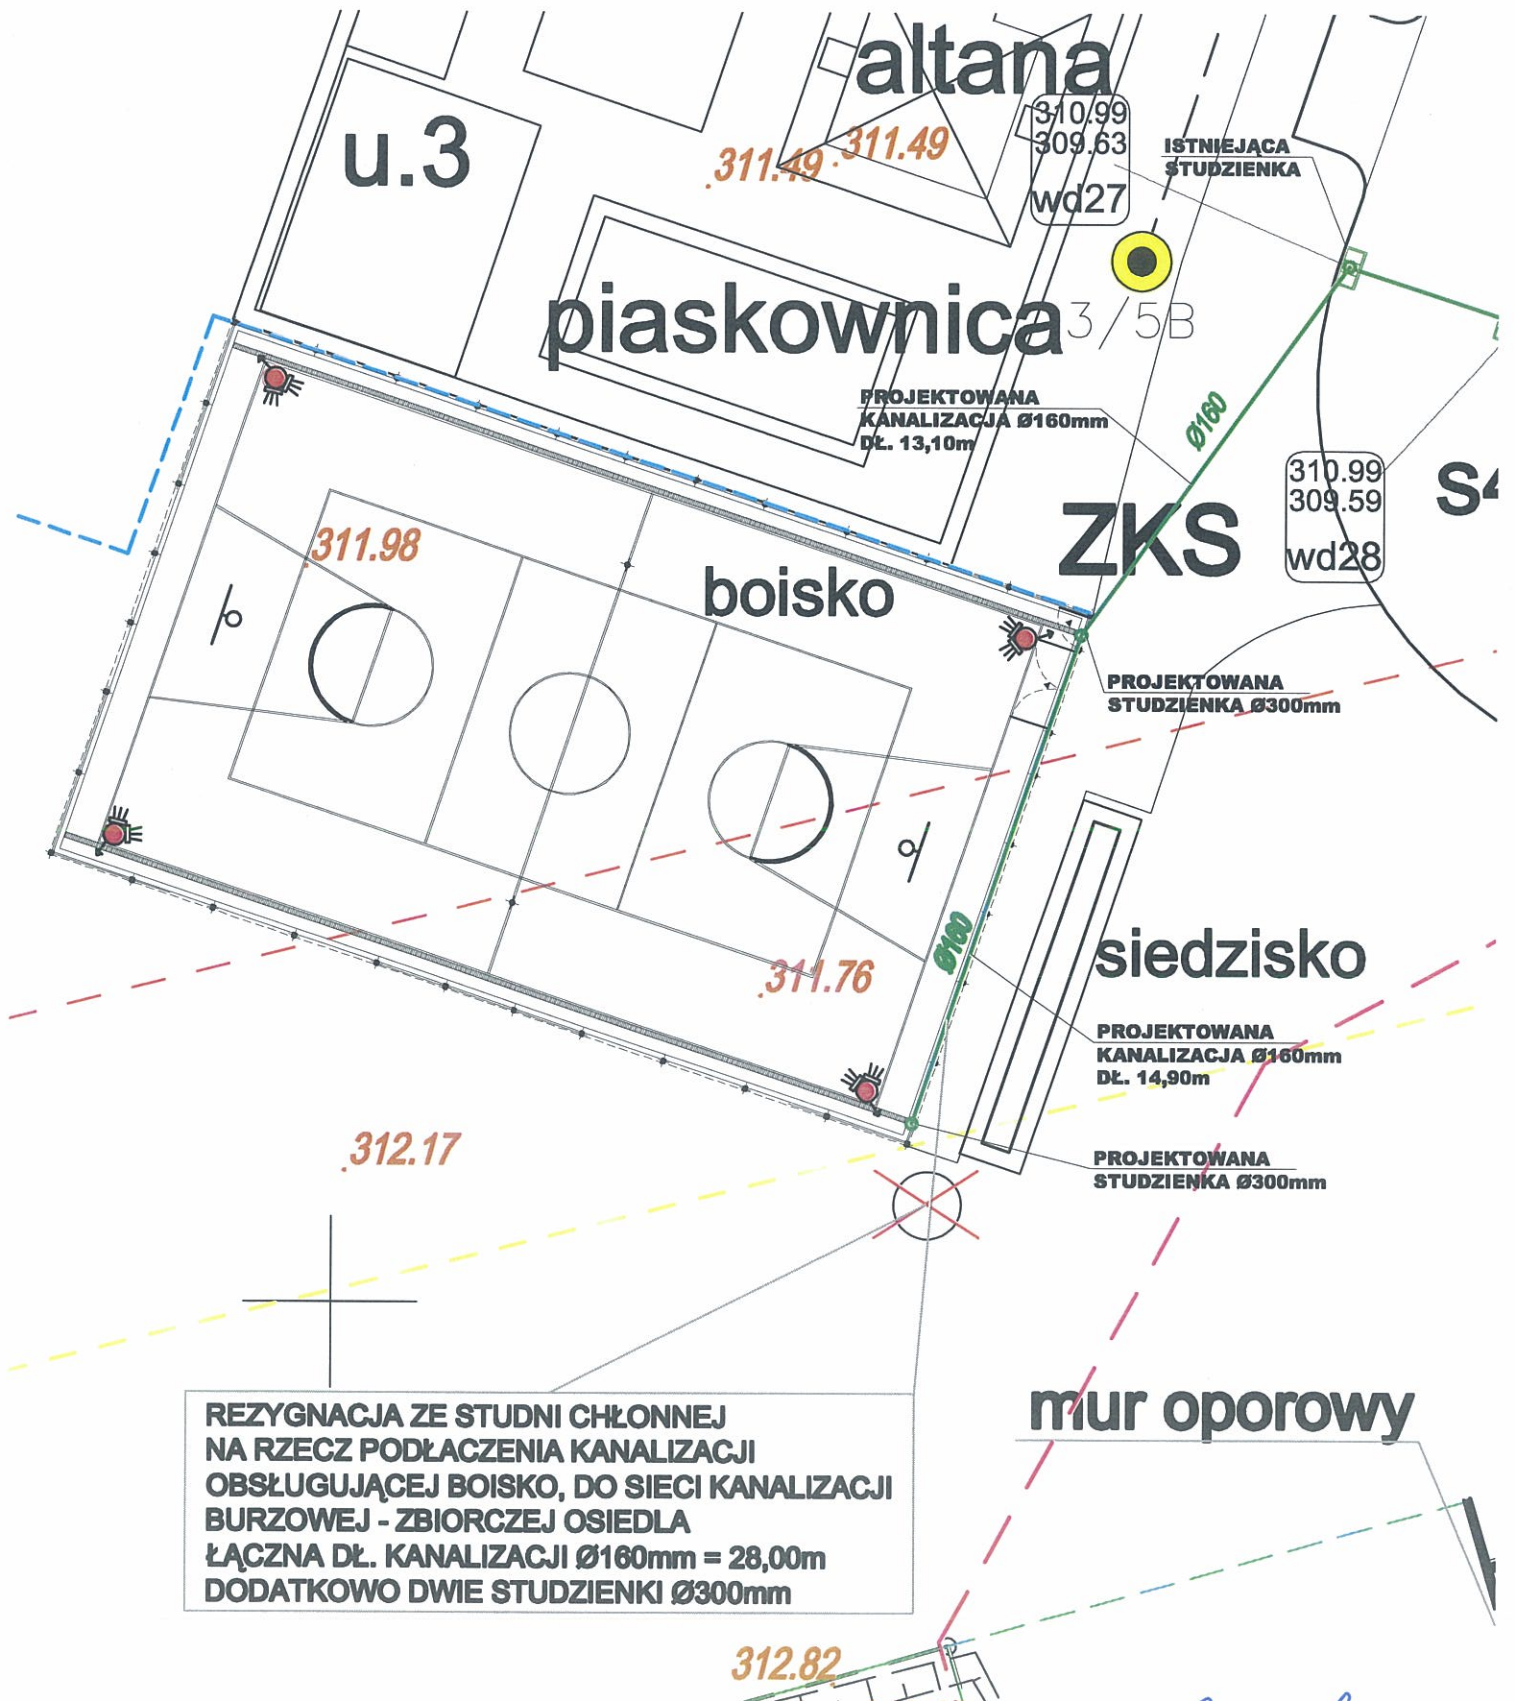 altana
u.3
310.99
309.63
wd27
ISTNIEJĄCA
STUDZIENKA
311.49
311.49
piaskownica
3/5B
PROJEKTOWANA
KANALIZACJA Ø160mm
DŁ. 13,10m
Ø160
310.99
309.59
wd28
ZKS
311.98
boisko
PROJEKTOWANA
STUDZIENKA Ø300mm
Ø160
siedzisko
311.76
PROJEKTOWANA
KANALIZACJA Ø160mm
DŁ. 14,90m
312.17
PROJEKTOWANA
STUDZIENKA Ø300mm
mur oporowy
REZYGNACJA ZE STUDNI CHŁONNEJ
NA RZECZ PODŁACZENIA KANALIZACJI
OBSŁUGUJĄCEJ BOISKO, DO SIECI KANALIZACJI
BURZOWEJ - ZBIORCZEJ OSIEDLA
ŁĄCZNA DŁ. KANALIZACJI Ø160mm = 28,00m
DODATKOWO DWIE STUDZIENKI Ø300mm
312.82